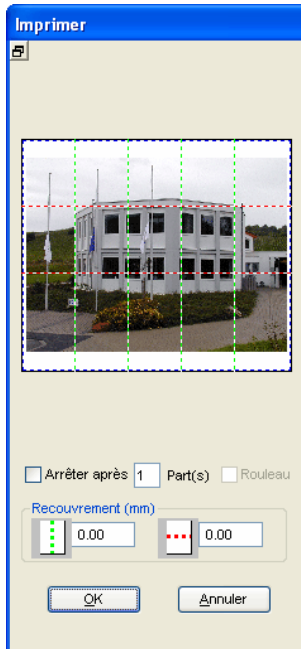 Imprimer
Arrêter après 1 Part(s) Rouleau
Recouvrement (mm)
0.00 0.00
OK Annuler